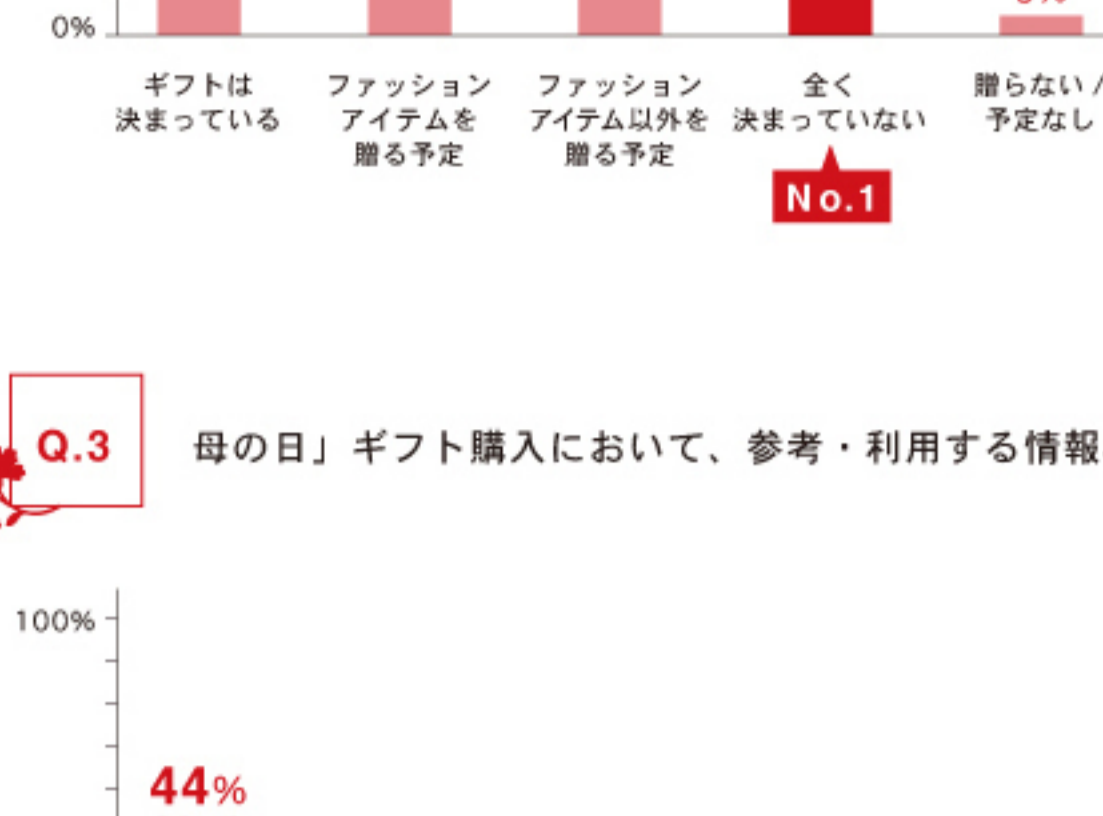 0%
ギフトは
決まっている
ファッション
アイテムを
贈る予定
ファッション
アイテム以外を
贈る予定
全く
決まっていない
贈らない /
予定なし
No.1
Q.3
母の日」ギフト購入において、参考・利用する情報
100%
44%